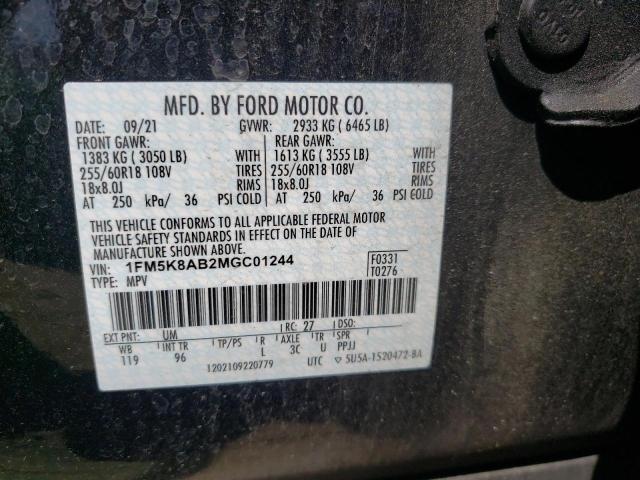 MFD. BY FORD MOTOR CO.
DATE: 09/21 GVWR: 2933 KG ( 6465 LB)
FRONT GAWR: REAR GAWR:
1383 KG ( 3050 LB) WITH 1613 KG ( 3555 LB) WITH
255/60R18 108V TIRES 255/60R18 108V TIRES
18x8.0J RIMS 18x8.0J RIMS
AT 250 kPa/ 36 PSI COLD AT 250 kPa/ 36 PSI COLD
THIS VEHICLE CONFORMS TO ALL APPLICABLE FEDERAL MOTOR
VEHICLE SAFETY STANDARDS IN EFFECT ON THE DATE OF
MANUFACTURE SHOWN ABOVE.
VIN: 1FM5K8AB2MGC01244 F0331
TYPE: MPV T0276
EXT PNT: UM RC: 27 DSO:
WB INT TR TP/PS R AXLE TR SPR
119 96 L 3C U PPJJ
1202109220779 UTC ▽ 5U5A-1520472-BA